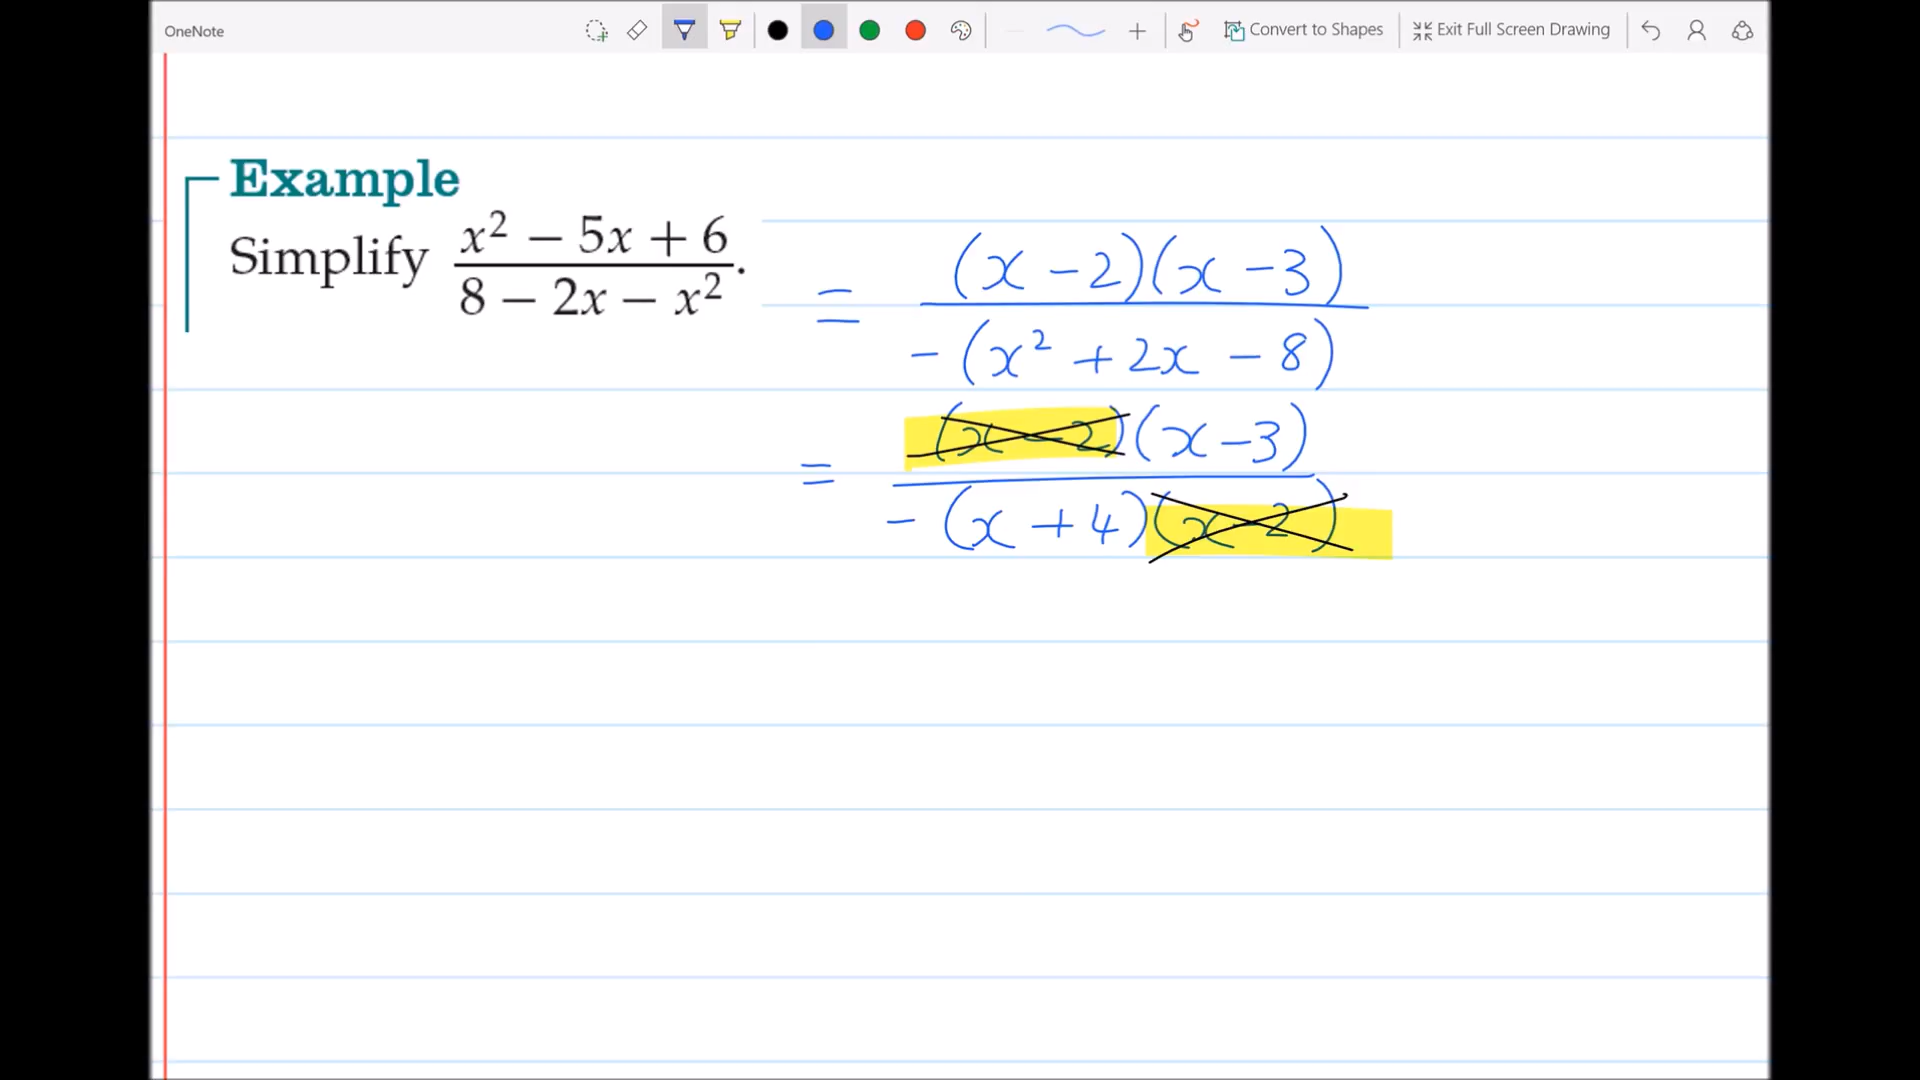 OneNote
Convert to Shapes
Exit Full Screen Drawing
Example
Simplify x² − 5x + 6
8 − 2x − x² .
= (x − 2)(x − 3)
− (x² + 2x − 8)
= (x − 2)(x − 3)
− (x + 4)(x − 2)